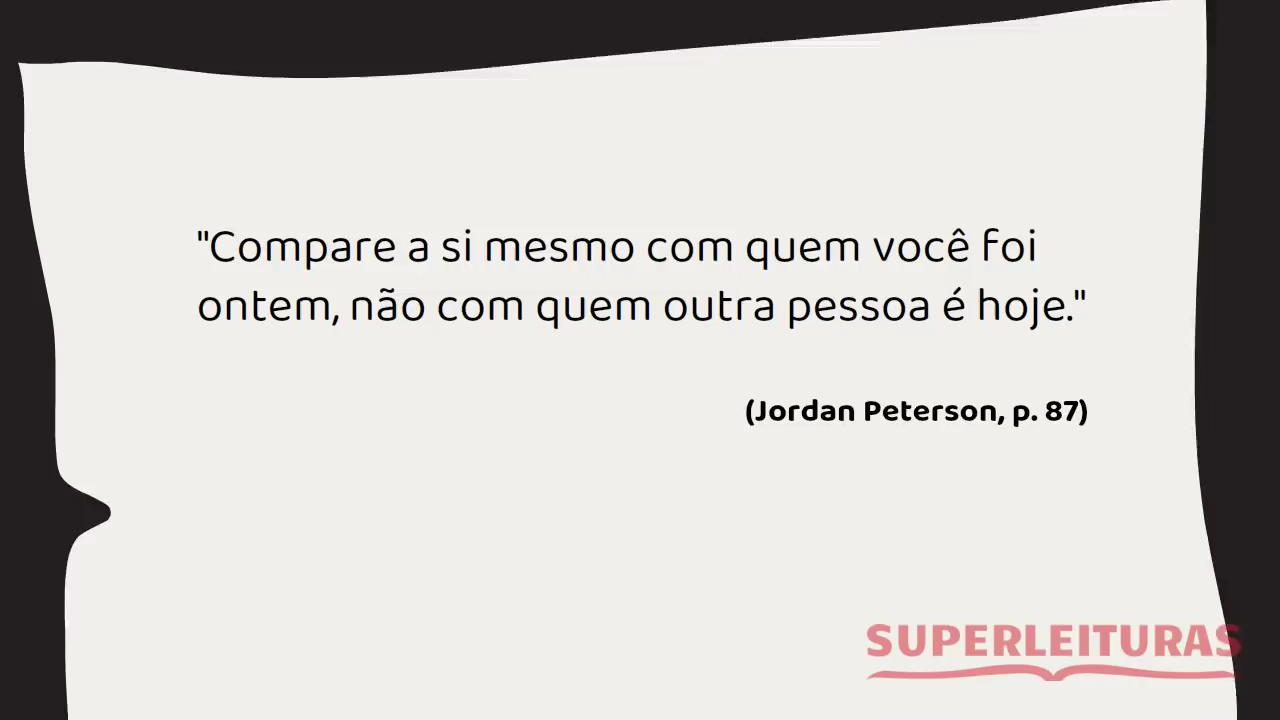 "Compare a si mesmo com quem você foi
ontem, não com quem outra pessoa é hoje."
(Jordan Peterson, p. 87)
SUPERLEITURAS